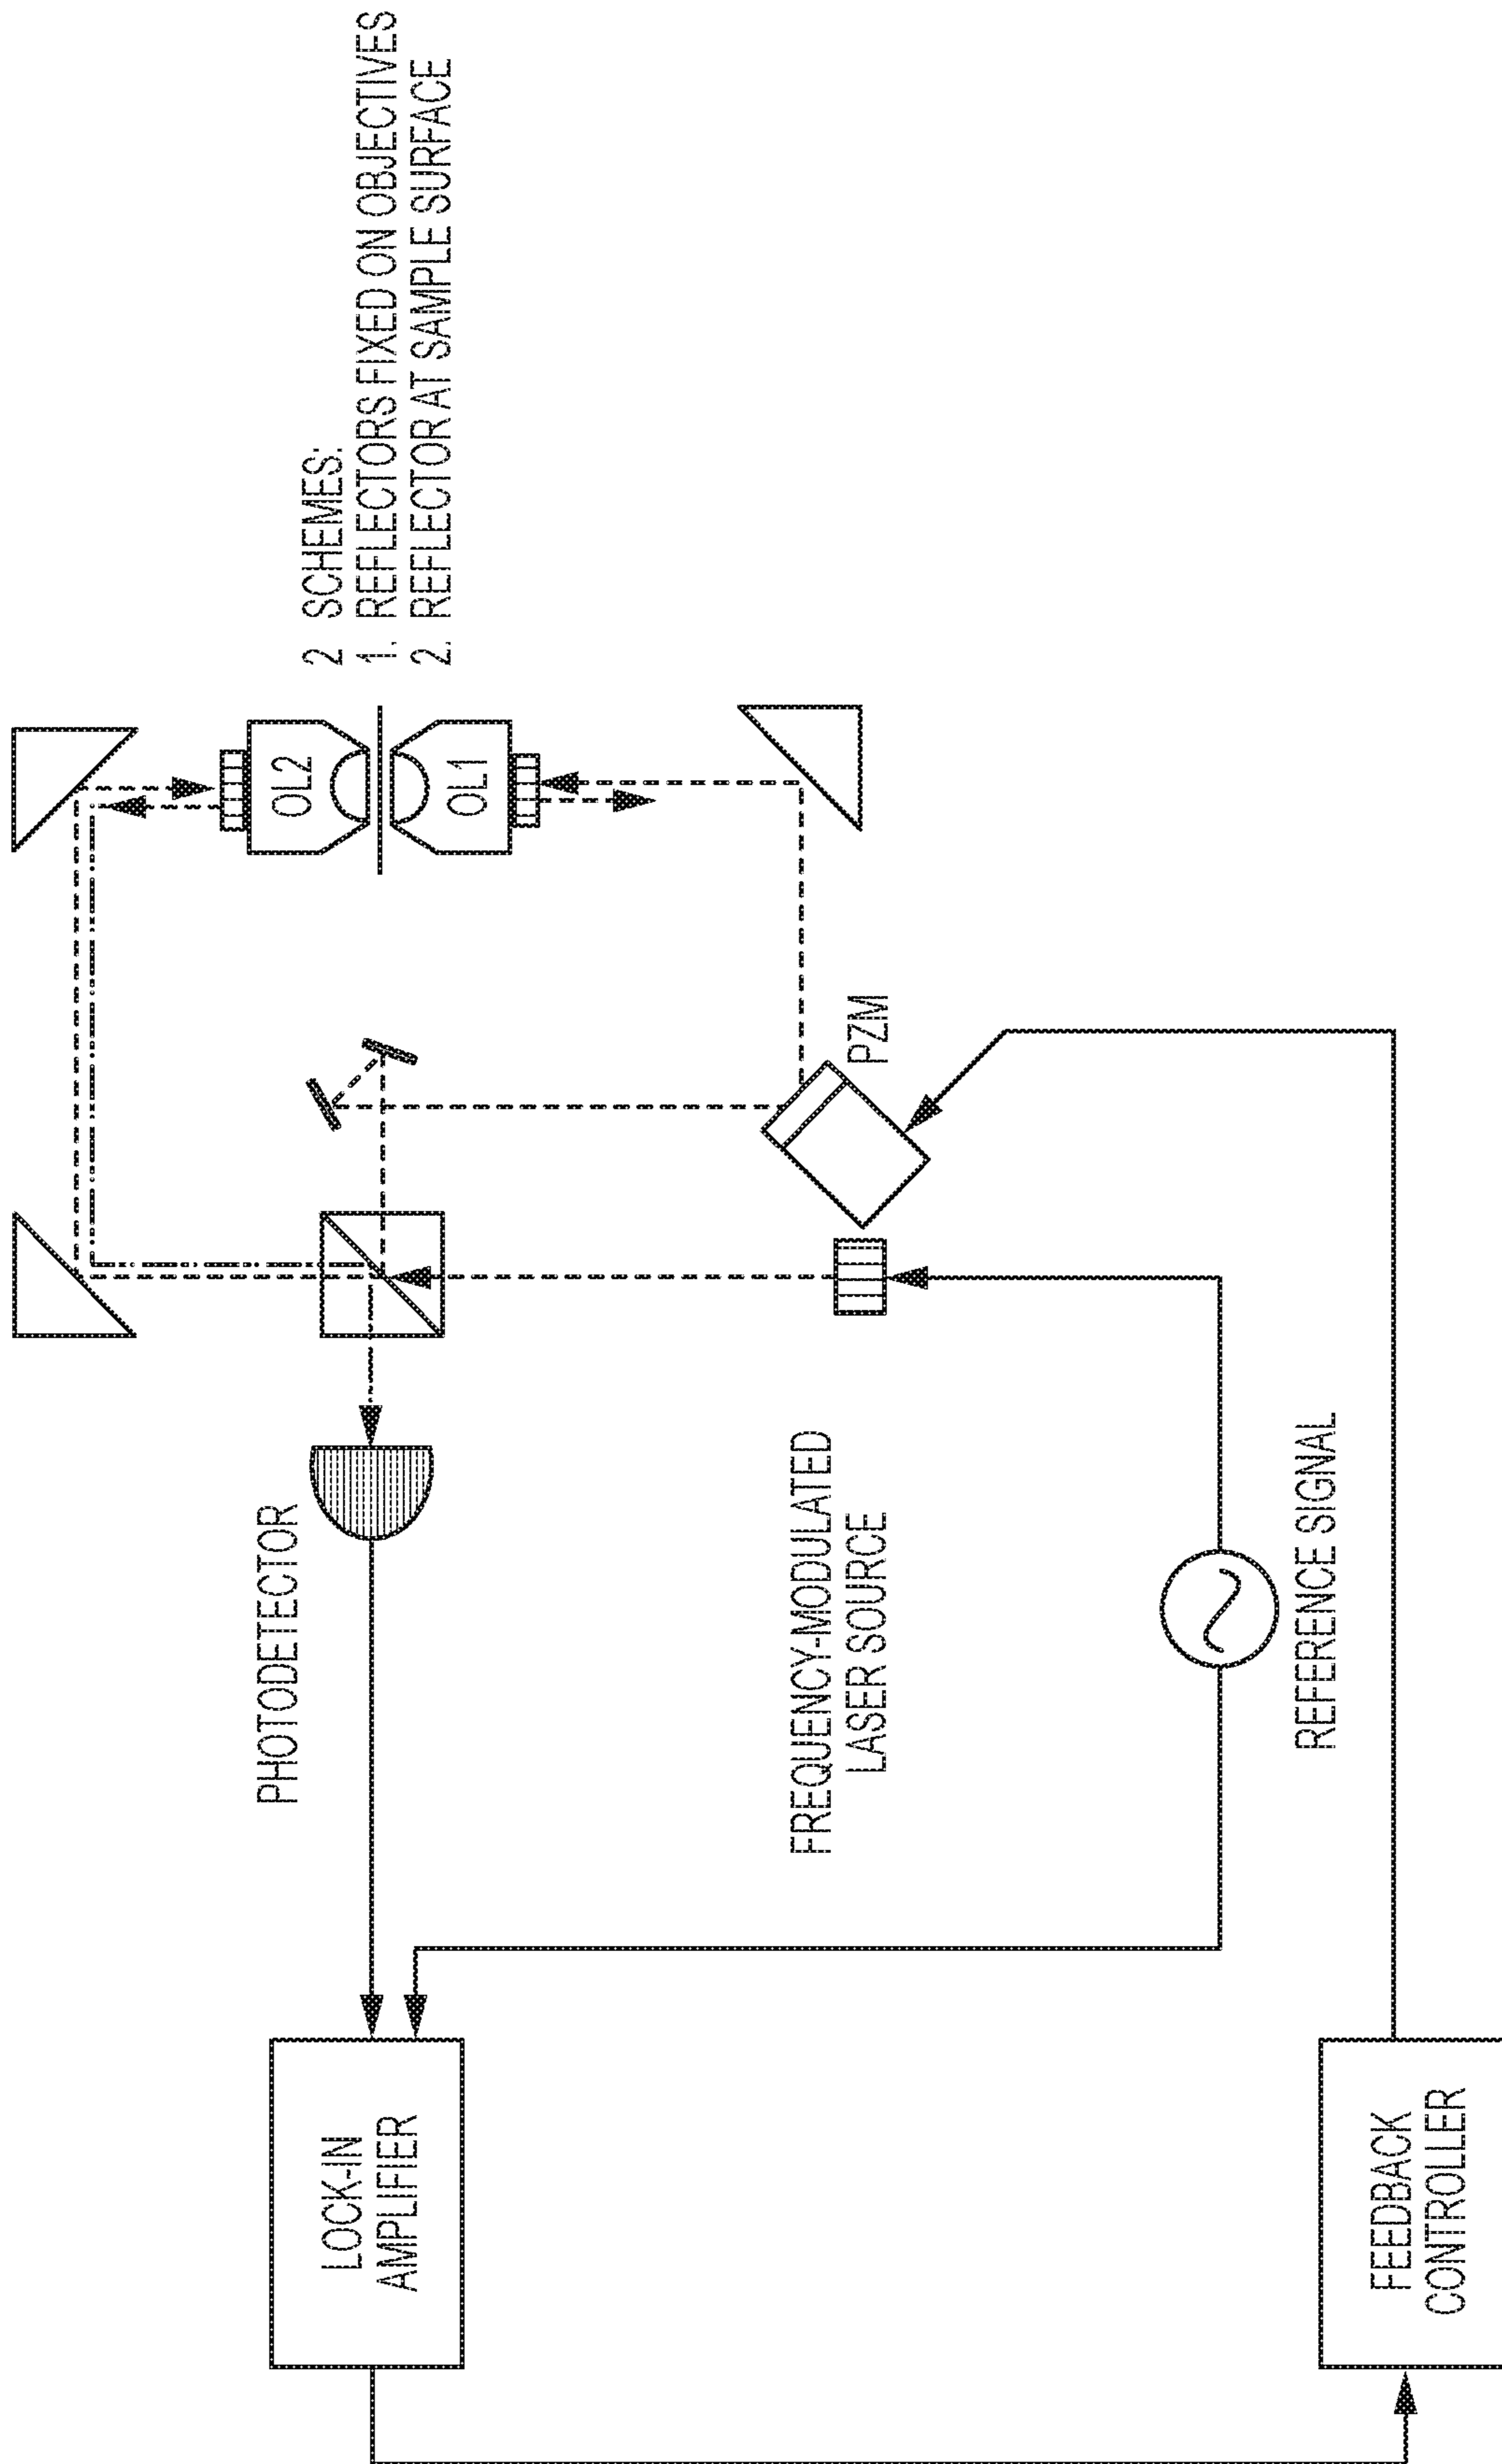 2 SCHEMES:
1. REFLECTORS FIXED ON OBJECTIVES
2. REFLECTOR AT SAMPLE SURFACE
OL2
OL1
PZM
PHOTODETECTOR
FREQUENCY-MODULATED
LASER SOURCE
REFERENCE SIGNAL
LOCK-IN
AMPLIFIER
FEEDBACK
CONTROLLER